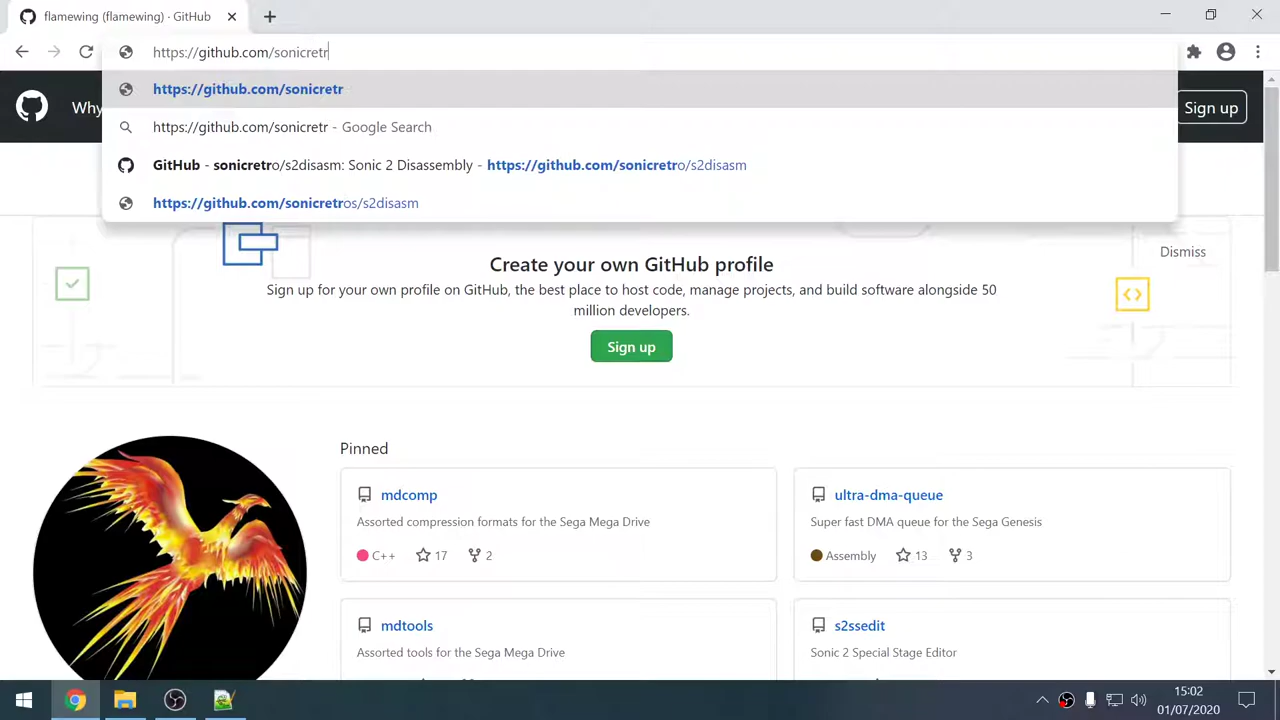 flamewing (flamewing) · GitHub
https://github.com/sonicretr
https://github.com/sonicretr
https://github.com/sonicretr - Google Search
GitHub - sonicretro/s2disasm: Sonic 2 Disassembly - https://github.com/sonicretro/s2disasm
https://github.com/sonicretros/s2disasm
Why
Sign up
Dismiss
Create your own GitHub profile
Sign up for your own profile on GitHub, the best place to host code, manage projects, and build software alongside 50
million developers.
Sign up
Pinned
mdcomp
Assorted compression formats for the Sega Mega Drive
C++ 17 2
ultra-dma-queue
Super fast DMA queue for the Sega Genesis
Assembly 13 3
mdtools
Assorted tools for the Sega Mega Drive
s2ssedit
Sonic 2 Special Stage Editor
15:02
01/07/2020